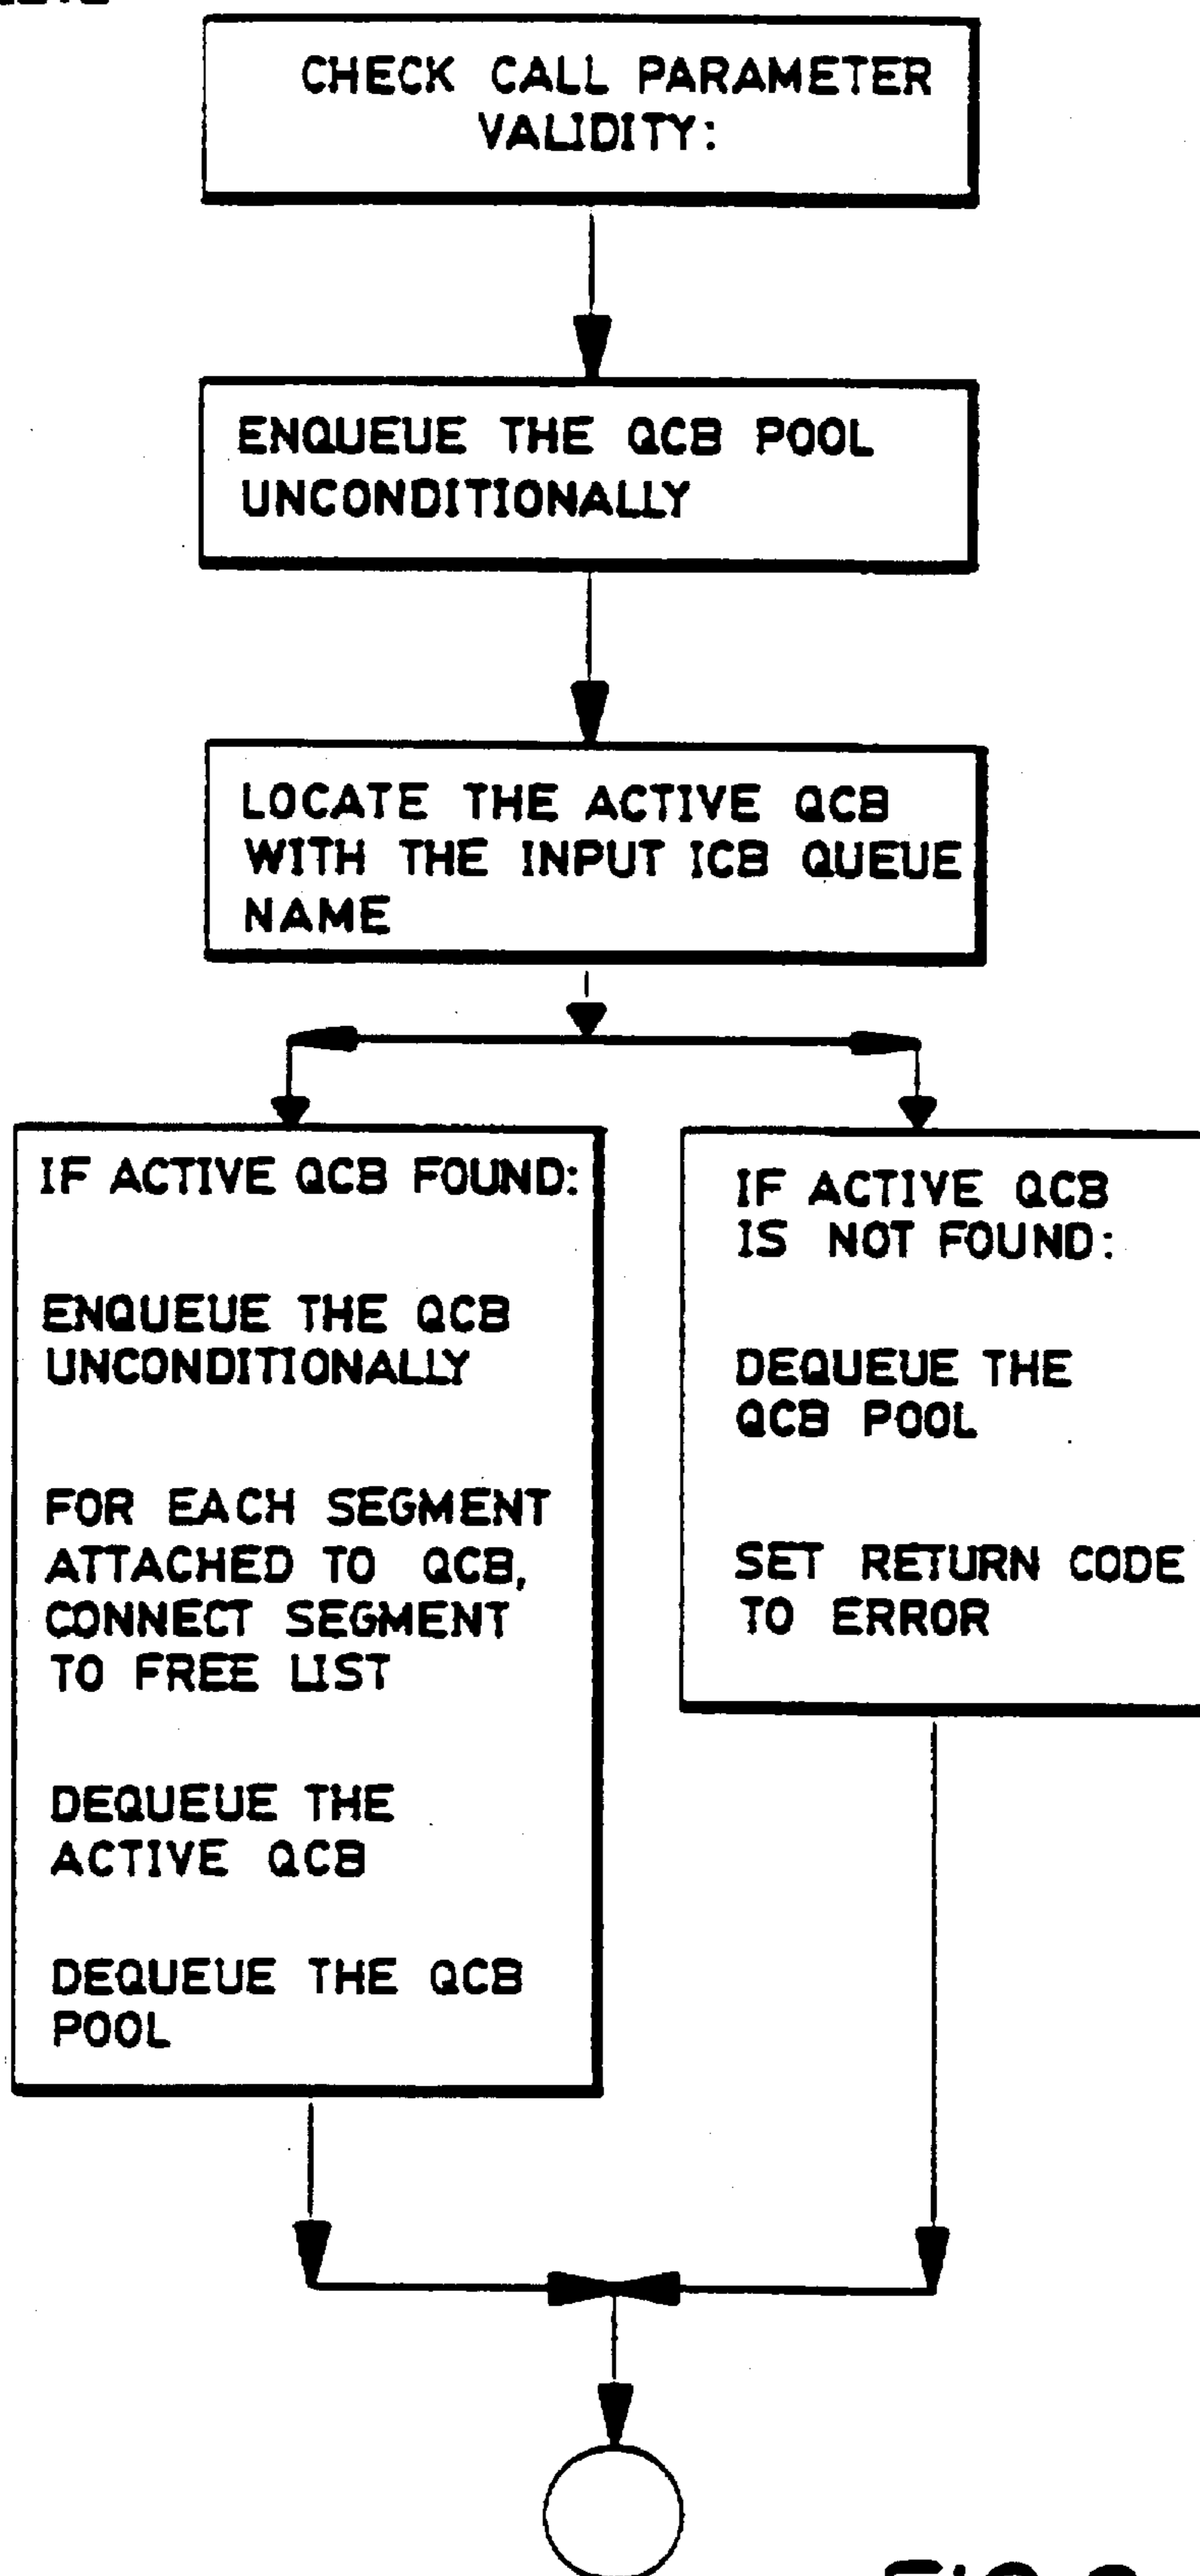 CHECK CALL PARAMETER
VALIDITY:
ENQUEUE THE QCB POOL
UNCONDITIONALLY
LOCATE THE ACTIVE QCB
WITH THE INPUT ICB QUEUE
NAME
IF ACTIVE QCB FOUND:
ENQUEUE THE QCB
UNCONDITIONALLY
FOR EACH SEGMENT
ATTACHED TO QCB,
CONNECT SEGMENT
TO FREE LIST
DEQUEUE THE
ACTIVE QCB
DEQUEUE THE QCB
POOL
IF ACTIVE QCB
IS NOT FOUND:
DEQUEUE THE
QCB POOL
SET RETURN CODE
TO ERROR